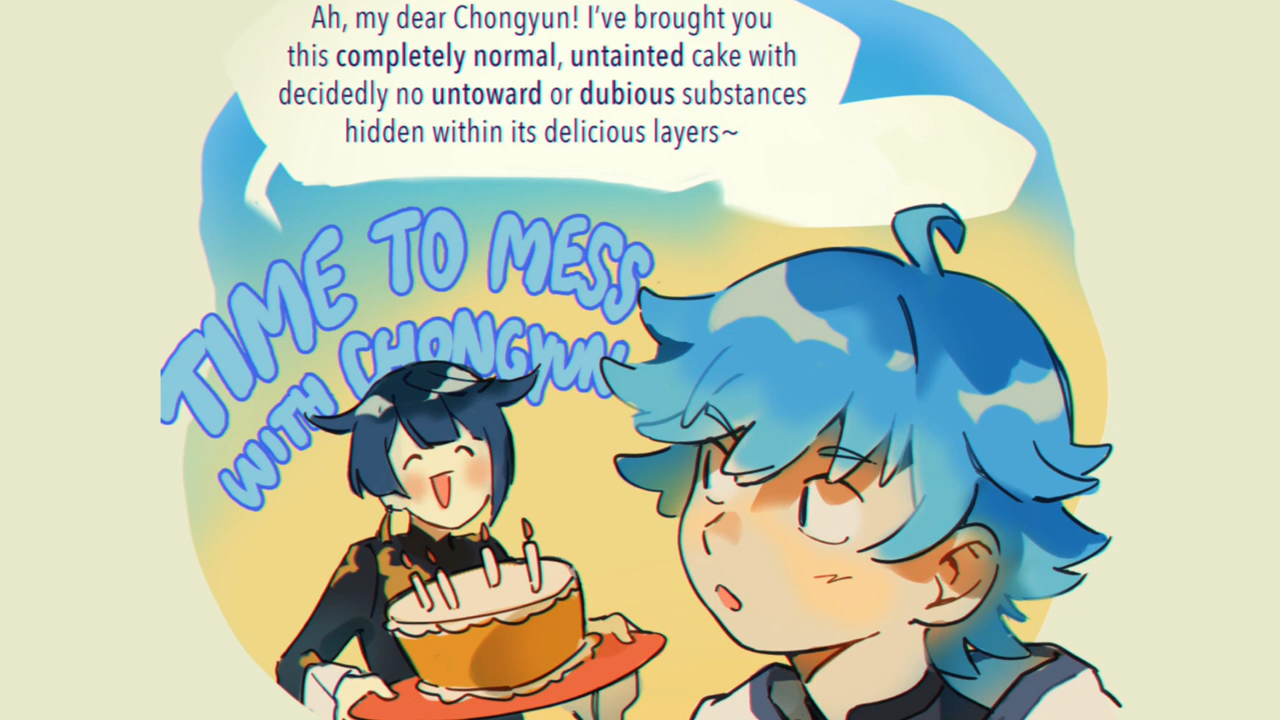 Ah, my dear Chongyun! I've brought you
this completely normal, untainted cake with
decidedly no untoward or dubious substances
hidden within its delicious layers~
TIME TO MESS
WITH CHONGYUN